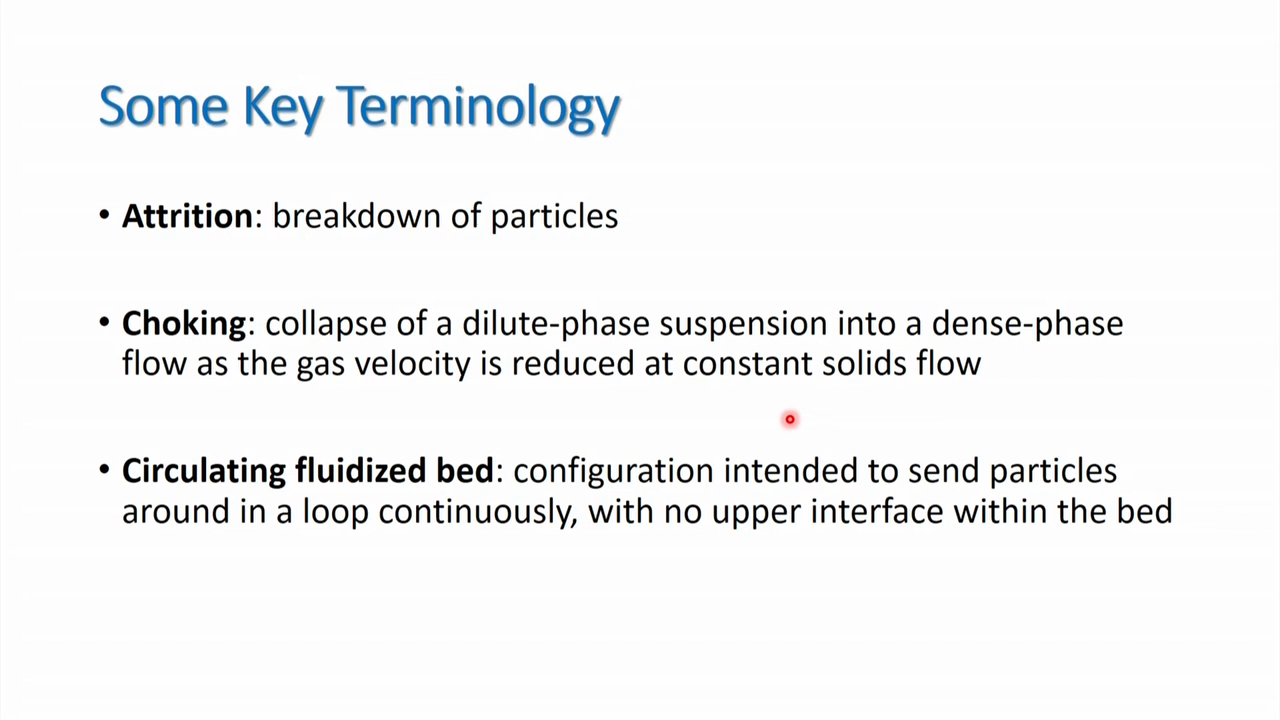 Some Key Terminology
• Attrition: breakdown of particles
• Choking: collapse of a dilute-phase suspension into a dense-phase
flow as the gas velocity is reduced at constant solids flow
• Circulating fluidized bed: configuration intended to send particles
around in a loop continuously, with no upper interface within the bed